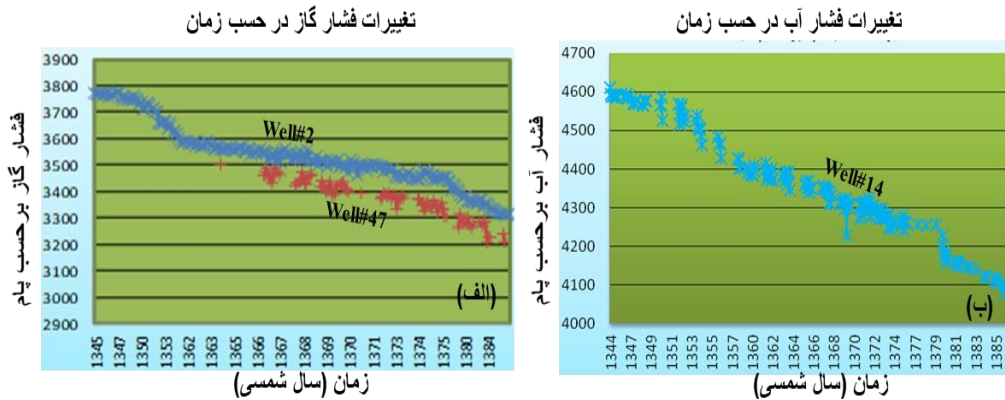 تغییرات فشار گاز در حسب زمان
فشار گاز برحسب پام
3900
3800
3700
3600
3500
3400
3300
3200
3100
3000
2900
Well#2
Well#47
(الف)
1345 1347 1350 1353 1362 1363 1365 1366 1367 1369 1370 1371 1373 1374 1375 1380 1384
زمان (سال شمسی)
تغییرات فشار آب در حسب زمان
فشار آب برحسب پام
4700
4600
4500
4400
4300
4200
4100
4000
Well#14
(ب)
1344 1347 1349 1351 1353 1355 1357 1360 1362 1364 1366 1368 1370 1372 1374 1377 1379 1381 1383 1385
زمان (سال شمسی)